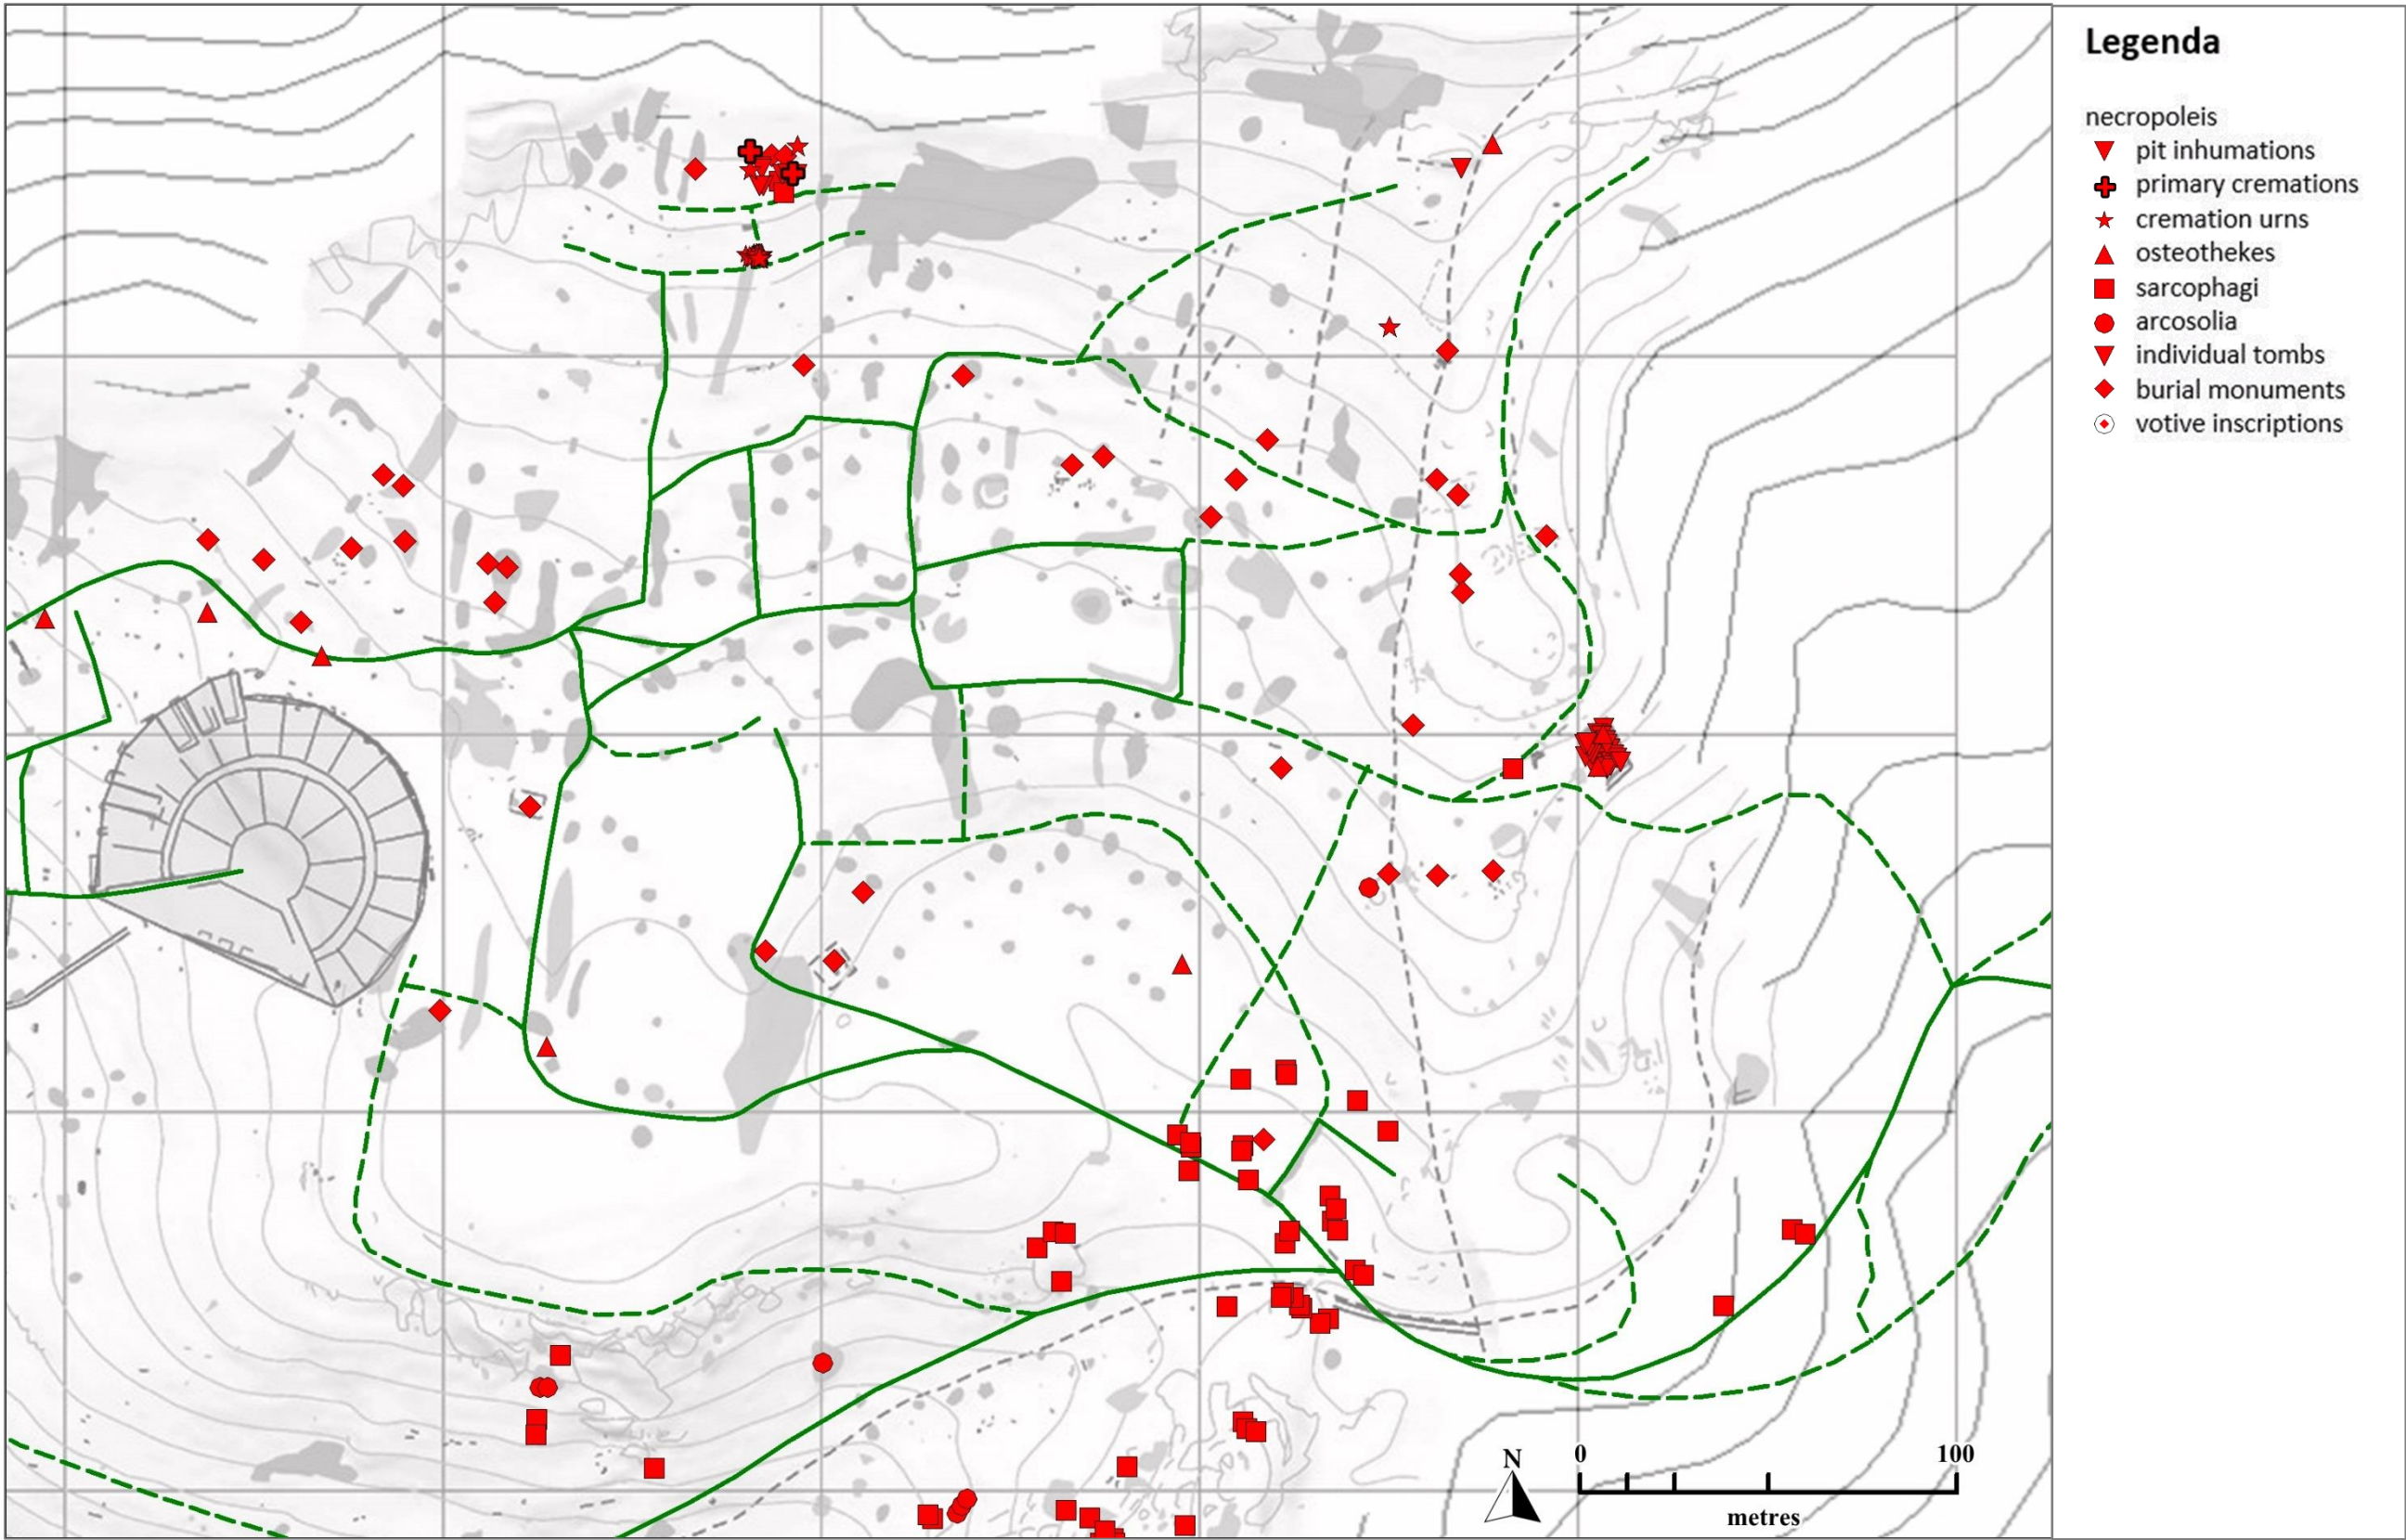 Legenda
necropoleis
pit inhumations
primary cremations
cremation urns
osteothekes
sarcophagi
arcosolia
individual tombs
burial monuments
votive inscriptions
N
0 100
metres